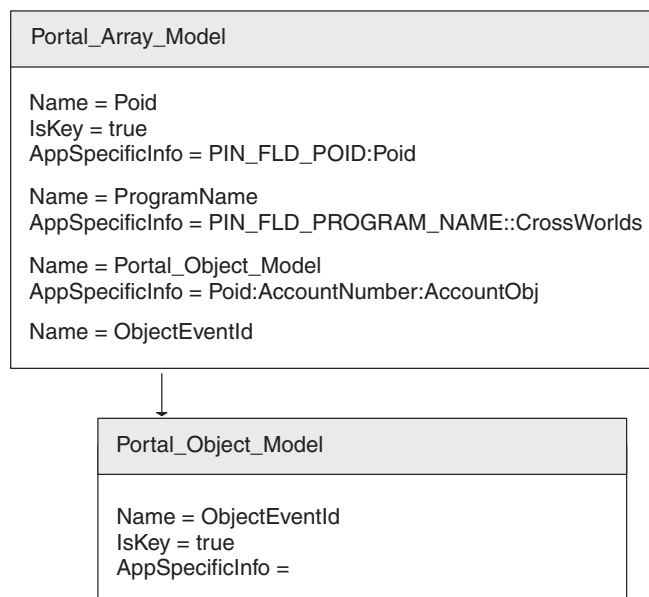 Portal_Array_Model
Name = Poid
IsKey = true
AppSpecificInfo = PIN_FLD_POID:Poid
Name = ProgramName
AppSpecificInfo = PIN_FLD_PROGRAM_NAME::CrossWorlds
Name = Portal_Object_Model
AppSpecificInfo = Poid:AccountNumber:AccountObj
Name = ObjectEventId
Portal_Object_Model
Name = ObjectEventId
IsKey = true
AppSpecificInfo =